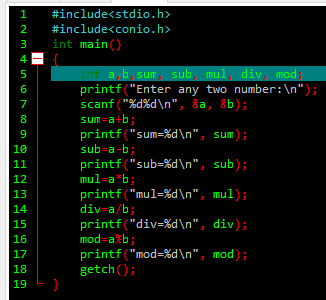 1 #include<stdio.h>
2 #include<conio.h>
3 int main()
4 {
5 int a,b,sum, sub, mul, div, mod;
6 printf("Enter any two number:\n");
7 scanf("%d%d\n", &a, &b);
8 sum=a+b;
9 printf("sum=%d\n", sum);
10 sub=a-b;
11 printf("sub=%d\n", sub);
12 mul=a*b;
13 printf("mul=%d\n", mul);
14 div=a/b;
15 printf("div=%d\n", div);
16 mod=a%b;
17 printf("mod=%d\n", mod);
18 getch();
19 }